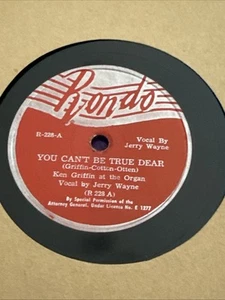 Rondo
R-228-A
Vocal By
Jerry Wayne
YOU CAN'T BE TRUE DEAR
(Griffin-Cotton-Otten)
Ken Griffin at the Organ
Vocal by Jerry Wayne
(R 228 A)
By Special Permission of the
Attorney General, Under License No. E 1377